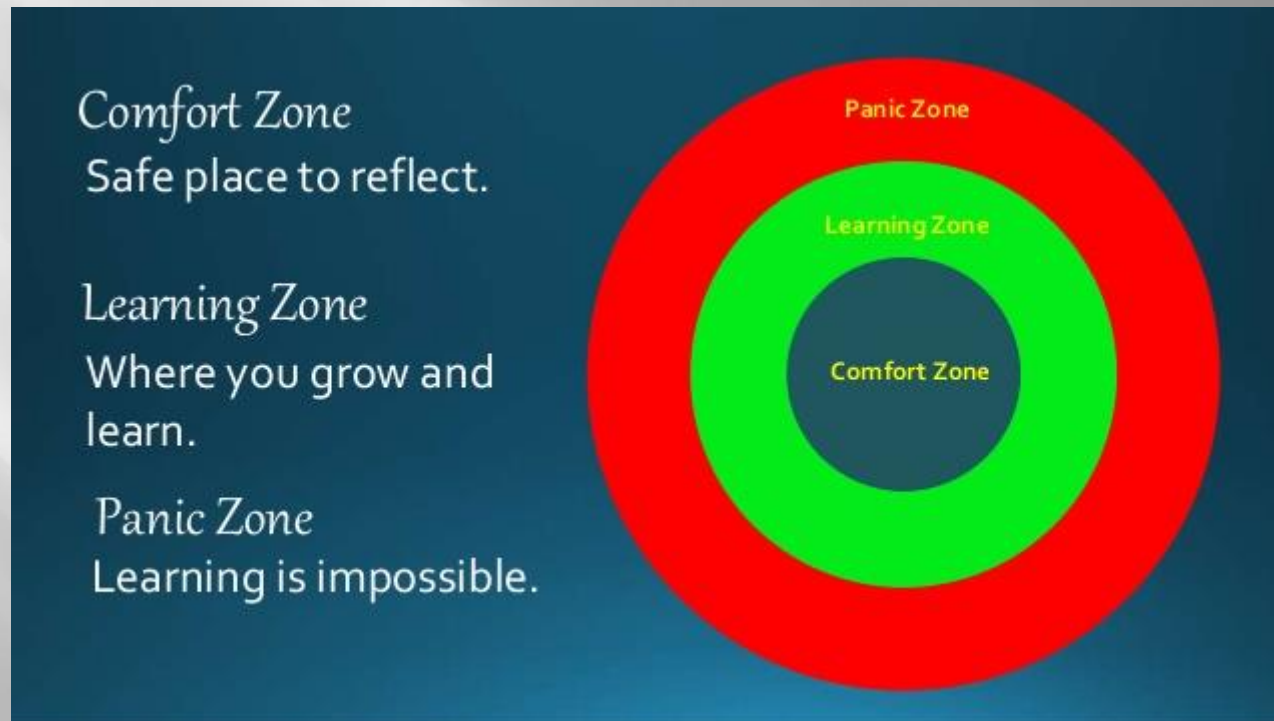 Comfort Zone
Safe place to reflect.
Learning Zone
Where you grow and
learn.
Panic Zone
Learning is impossible.
Panic Zone
Learning Zone
Comfort Zone